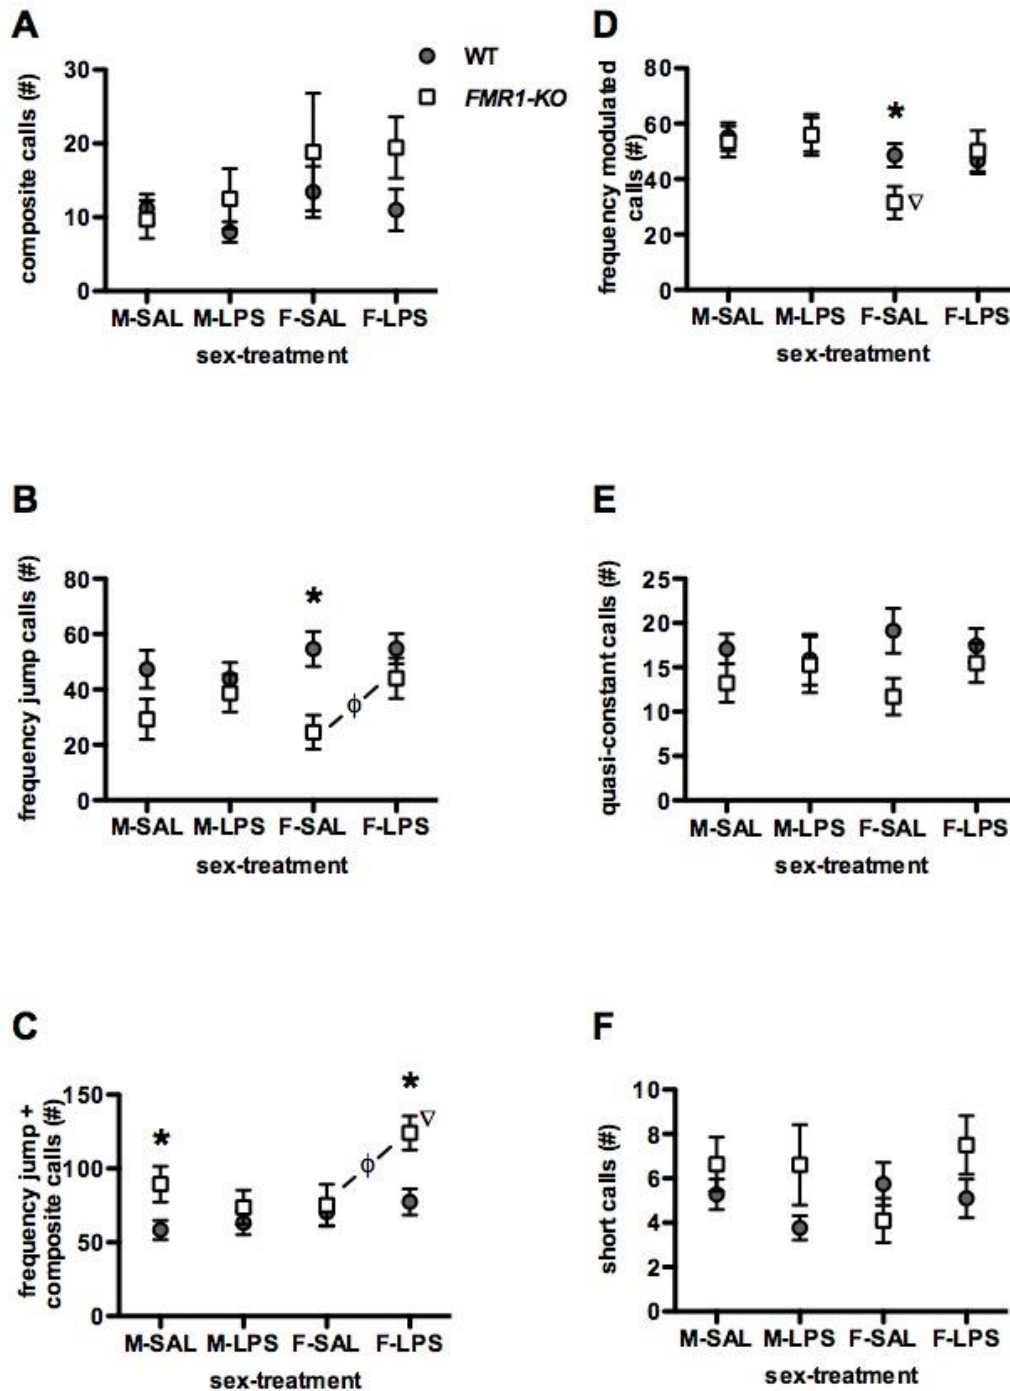 A
composite calls (#)
30
20
10
0
M-SAL M-LPS F-SAL F-LPS
sex-treatment
WT
FMR1-KO
D
frequency modulated
calls (#)
80
60
40
20
0
*
▽
M-SAL M-LPS F-SAL F-LPS
sex-treatment
B
frequency jump calls (#)
80
60
40
20
0
*
ϕ
M-SAL M-LPS F-SAL F-LPS
sex-treatment
E
quasi-constant calls (#)
25
20
15
10
5
0
M-SAL M-LPS F-SAL F-LPS
sex-treatment
C
frequency jump +
composite calls (#)
150
100
50
0
*
*
▽
ϕ
M-SAL M-LPS F-SAL F-LPS
sex-treatment
F
short calls (#)
10
8
6
4
2
0
M-SAL M-LPS F-SAL F-LPS
sex-treatment